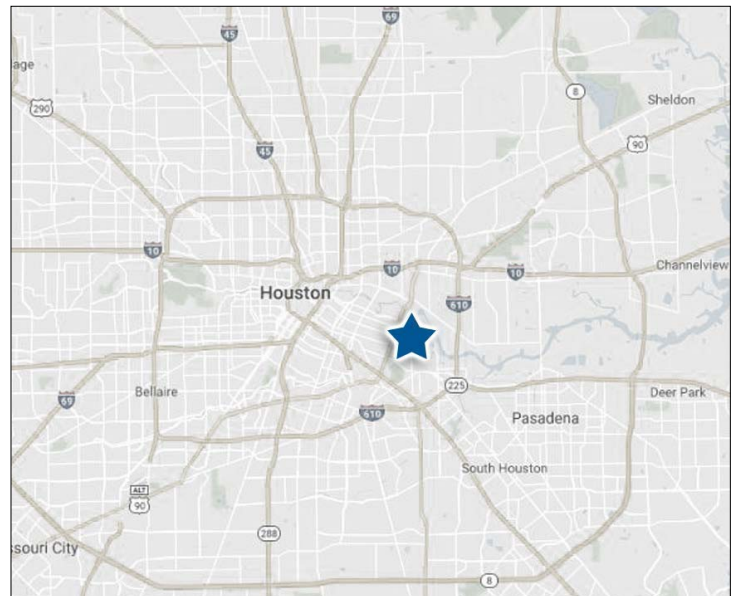 69
45
8
age
Sheldon
290
90
45
10
10
10
Channelview
Houston
610
225
Bellaire
Deer Park
69
610
Pasadena
South Houston
ALT
90
288
ssouri City
8